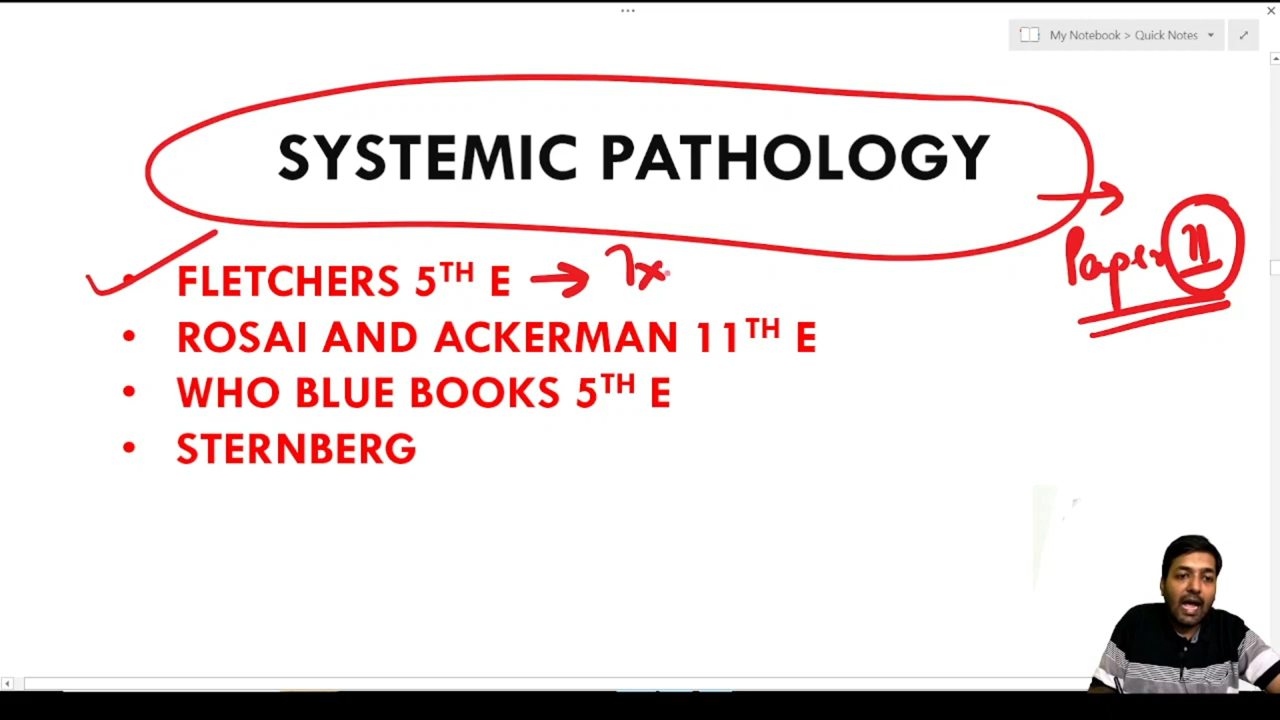 My Notebook > Quick Notes
SYSTEMIC PATHOLOGY
Paper II
FLETCHERS 5TH E →
• ROSAI AND ACKERMAN 11TH E
• WHO BLUE BOOKS 5TH E
• STERNBERG